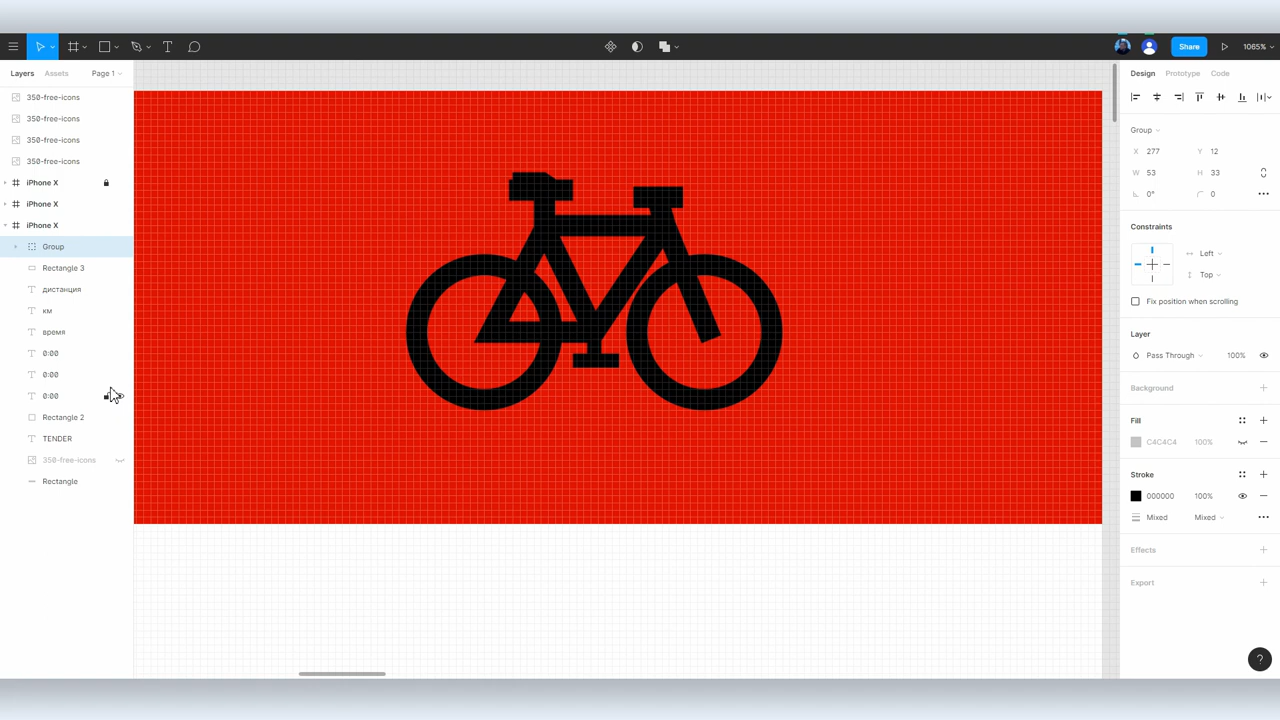 1065%
Share
Layers Assets Page 1
Design Prototype Code
350-free-icons
350-free-icons
350-free-icons
350-free-icons
iPhone X
iPhone X
iPhone X
Group
Rectangle 3
дистанция
км
время
0:00
0:00
0:00
Rectangle 2
TENDER
350-free-icons
Rectangle
Group
X 277 Y 12
W 53 H 33
0° 0
Constraints
Left
Top
Fix position when scrolling
Layer
Pass Through 100%
Background
Fill
C4C4C4 100%
Stroke
000000 100%
Mixed Mixed
Effects
Export
?